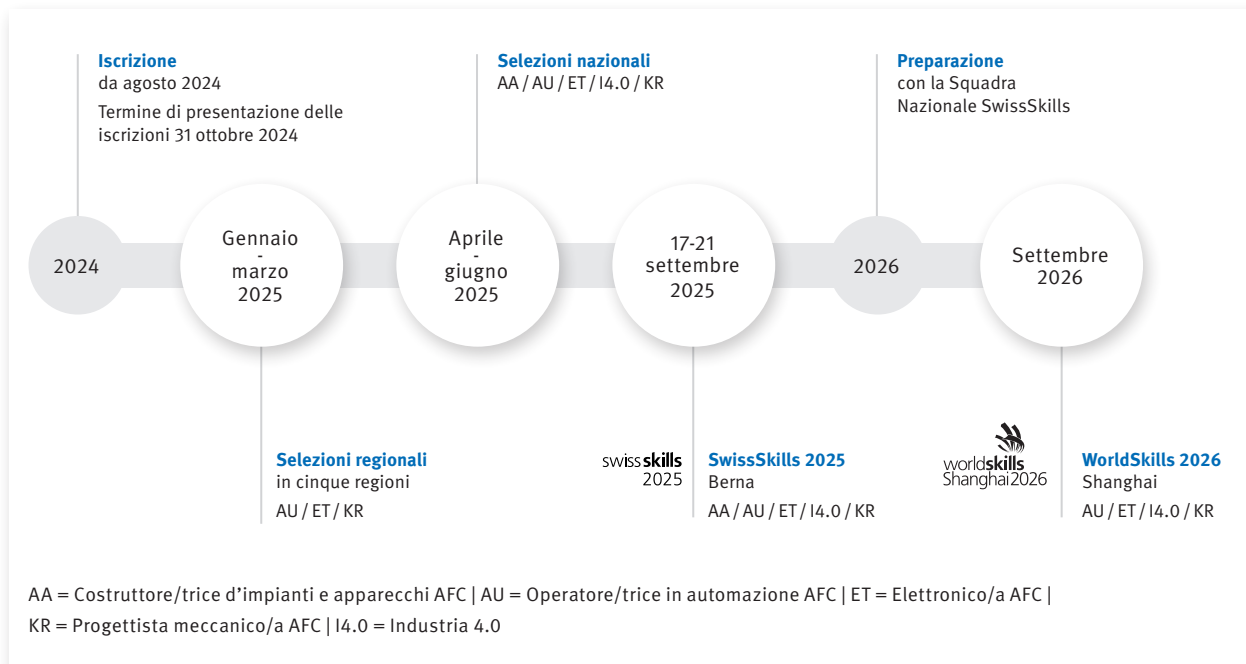 Iscrizione
da agosto 2024
Termine di presentazione delle
iscrizioni 31 ottobre 2024
Selezioni nazionali
AA / AU / ET / I4.0 / KR
Preparazione
con la Squadra
Nazionale SwissSkills
2024
Gennaio
-
marzo
2025
Aprile
-
giugno
2025
17-21
settembre
2025
2026
Settembre
2026
Selezioni regionali
in cinque regioni
AU / ET / KR
swissskills
2025
SwissSkills 2025
Berna
AA / AU / ET / I4.0 / KR
worldskills
Shanghai2026
WorldSkills 2026
Shanghai
AU / ET / I4.0 / KR
AA = Costruttore/trice d’impianti e apparecchi AFC | AU = Operatore/trice in automazione AFC | ET = Elettronico/a AFC |
KR = Progettista meccanico/a AFC | I4.0 = Industria 4.0